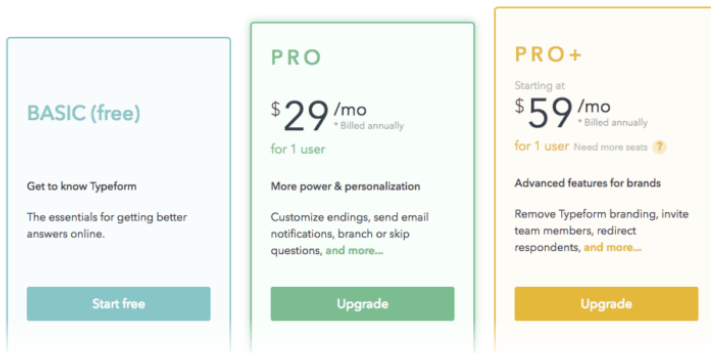 BASIC (free)
Get to know Typeform
The essentials for getting better
answers online.
Start free
PRO
$29/mo
* Billed annually
for 1 user
More power & personalization
Customize endings, send email
notifications, branch or skip
questions, and more...
Upgrade
PRO+
Starting at
$59/mo
* Billed annually
for 1 user Need more seats ?
Advanced features for brands
Remove Typeform branding, invite
team members, redirect
respondents, and more...
Upgrade